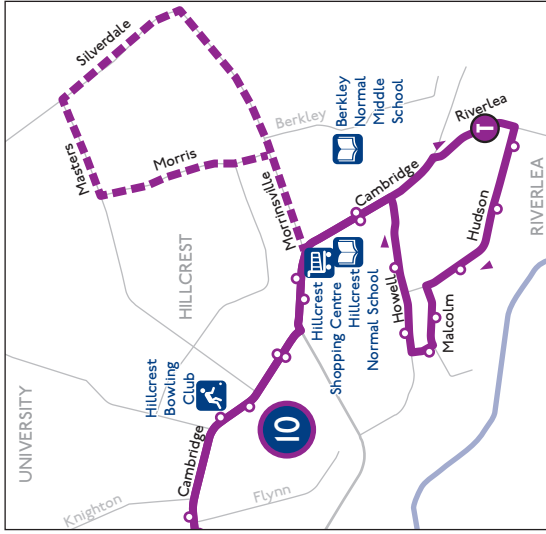 UNIVERSITY
HILLCREST
RIVERLEA
Silverdale
Masters
Morris
Morrinsville
Berkley
Berkley
Normal
Middle
School
Riverlea
T
Cambridge
Hudson
Howell
Malcolm
Hillcrest
Shopping Centre
Hillcrest
Normal School
Hillcrest
Bowling
Club
10
Cambridge
Knighton
Flynn